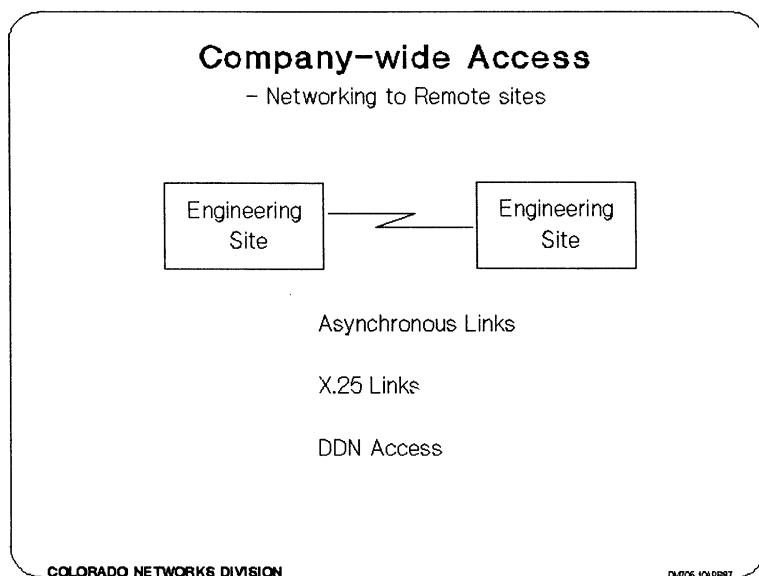 Company-wide Access
- Networking to Remote sites
Engineering
Site
Engineering
Site
Asynchronous Links
X.25 Links
DDN Access
COLORADO NETWORKS DIVISION